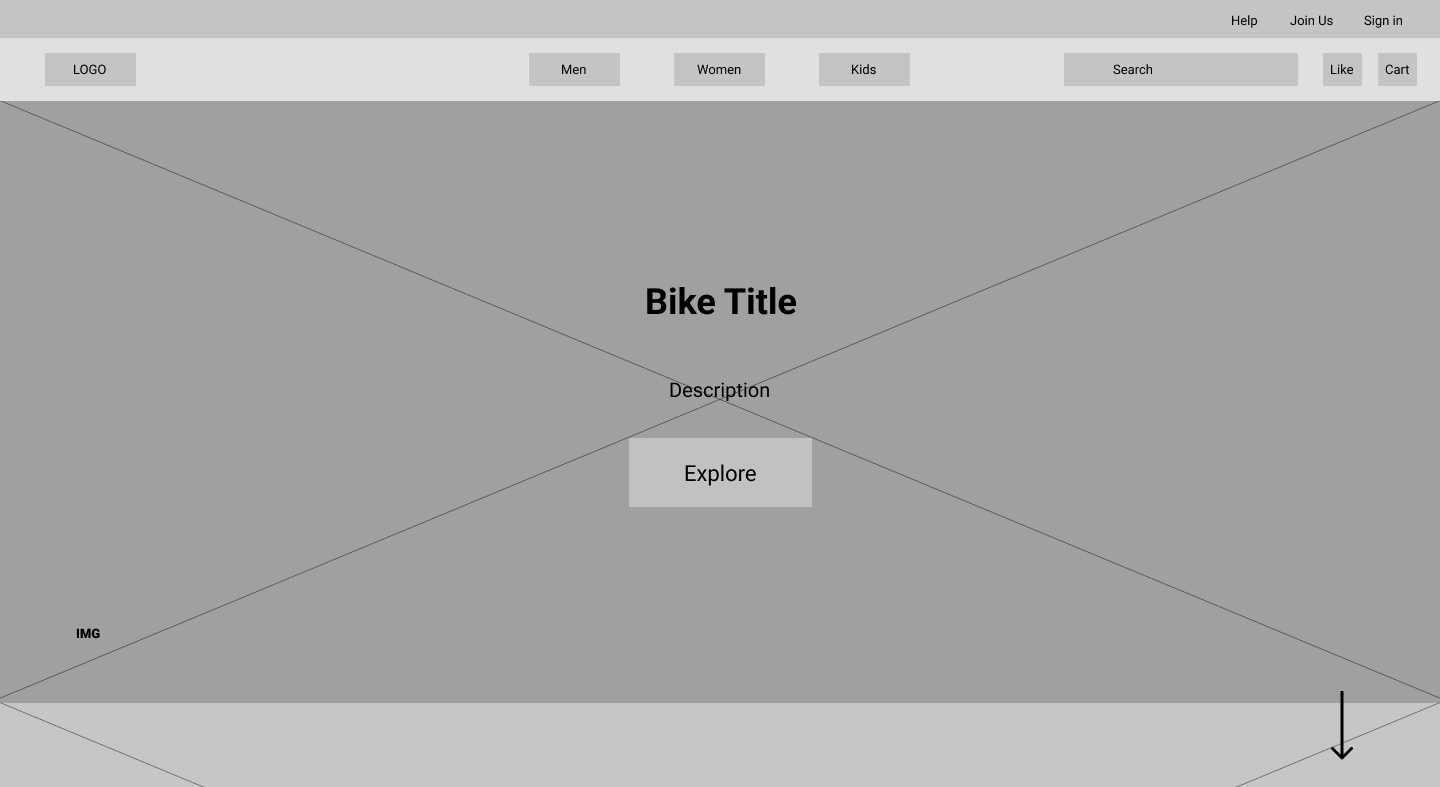 Help Join Us Sign in
LOGO Men Women Kids Search Like Cart
Bike Title
Description
Explore
IMG